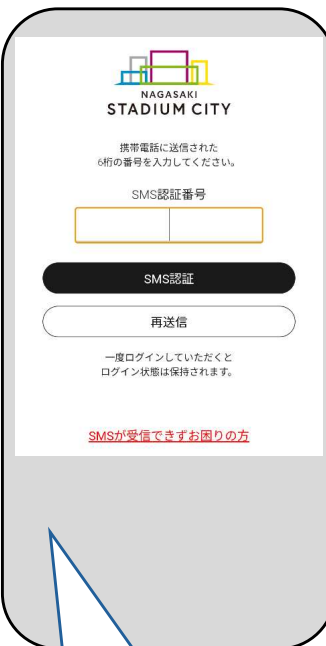 NAGASAKI
STADIUM CITY
携帯電話に送信された
6桁の番号を入力してください。
SMS認証番号
SMS認証
再送信
一度ログインしていただくと
ログイン状態は保持されます。
SMSが受信できずお困りの方